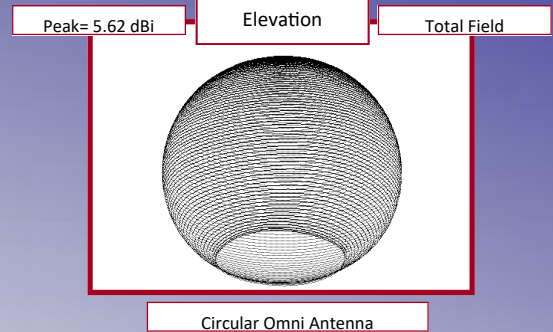 Peak= 5.62 dBi
Elevation
Total Field
Circular Omni Antenna